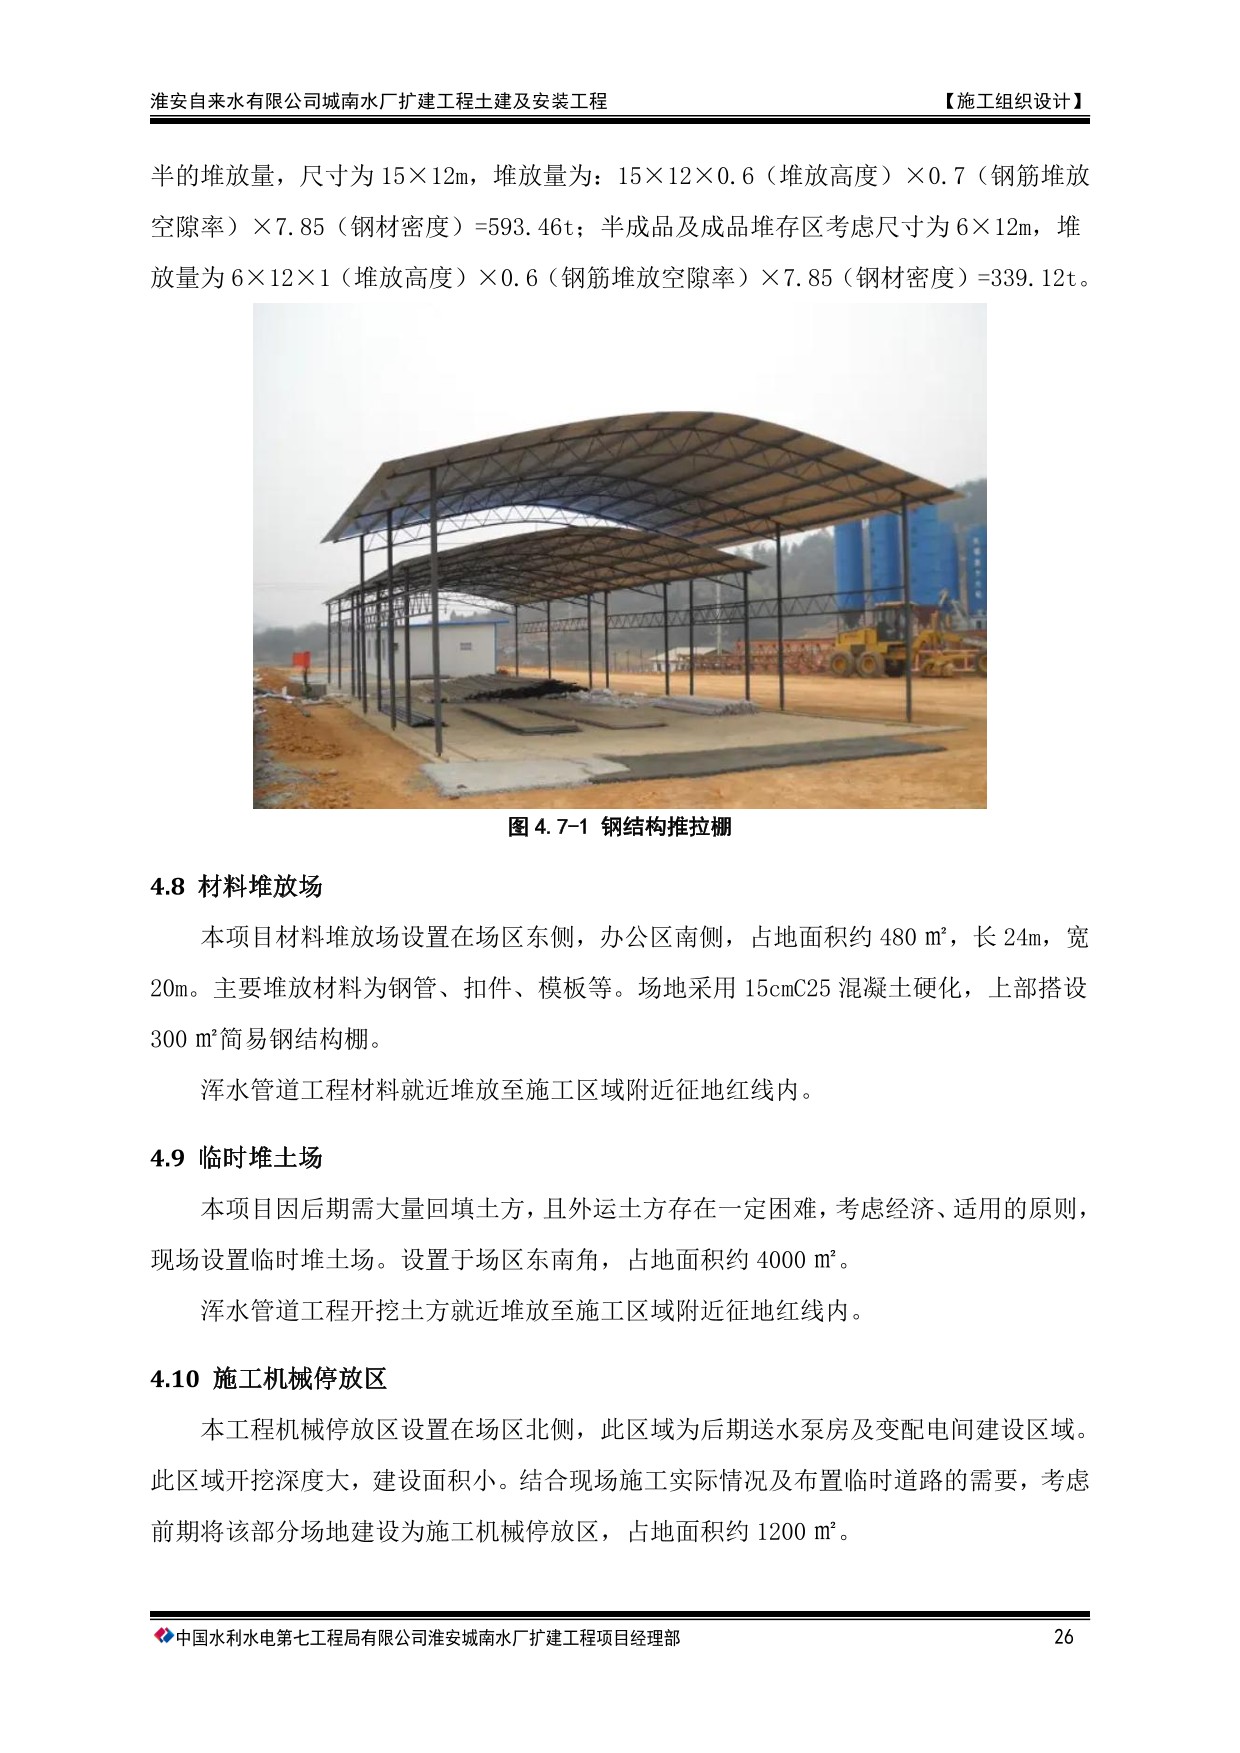 淮安自来水有限公司城南水厂扩建工程土建及安装工程 【施工组织设计】
半的堆放量，尺寸为 15×12m，堆放量为：15×12×0.6（堆放高度）×0.7（钢筋堆放
空隙率）×7.85（钢材密度）=593.46t；半成品及成品堆存区考虑尺寸为 6×12m，堆
放量为 6×12×1（堆放高度）×0.6（钢筋堆放空隙率）×7.85（钢材密度）=339.12t。
图 4.7-1 钢结构推拉棚
4.8 材料堆放场
本项目材料堆放场设置在场区东侧，办公区南侧，占地面积约 480 ㎡，长 24m，宽
20m。主要堆放材料为钢管、扣件、模板等。场地采用 15cmC25 混凝土硬化，上部搭设
300 ㎡简易钢结构棚。
浑水管道工程材料就近堆放至施工区域附近征地红线内。
4.9 临时堆土场
本项目因后期需大量回填土方，且外运土方存在一定困难，考虑经济、适用的原则，
现场设置临时堆土场。设置于场区东南角，占地面积约 4000 ㎡。
浑水管道工程开挖土方就近堆放至施工区域附近征地红线内。
4.10 施工机械停放区
本工程机械停放区设置在场区北侧，此区域为后期送水泵房及变配电间建设区域。
此区域开挖深度大，建设面积小。结合现场施工实际情况及布置临时道路的需要，考虑
前期将该部分场地建设为施工机械停放区，占地面积约 1200 ㎡。
中国水利水电第七工程局有限公司淮安城南水厂扩建工程项目经理部 26